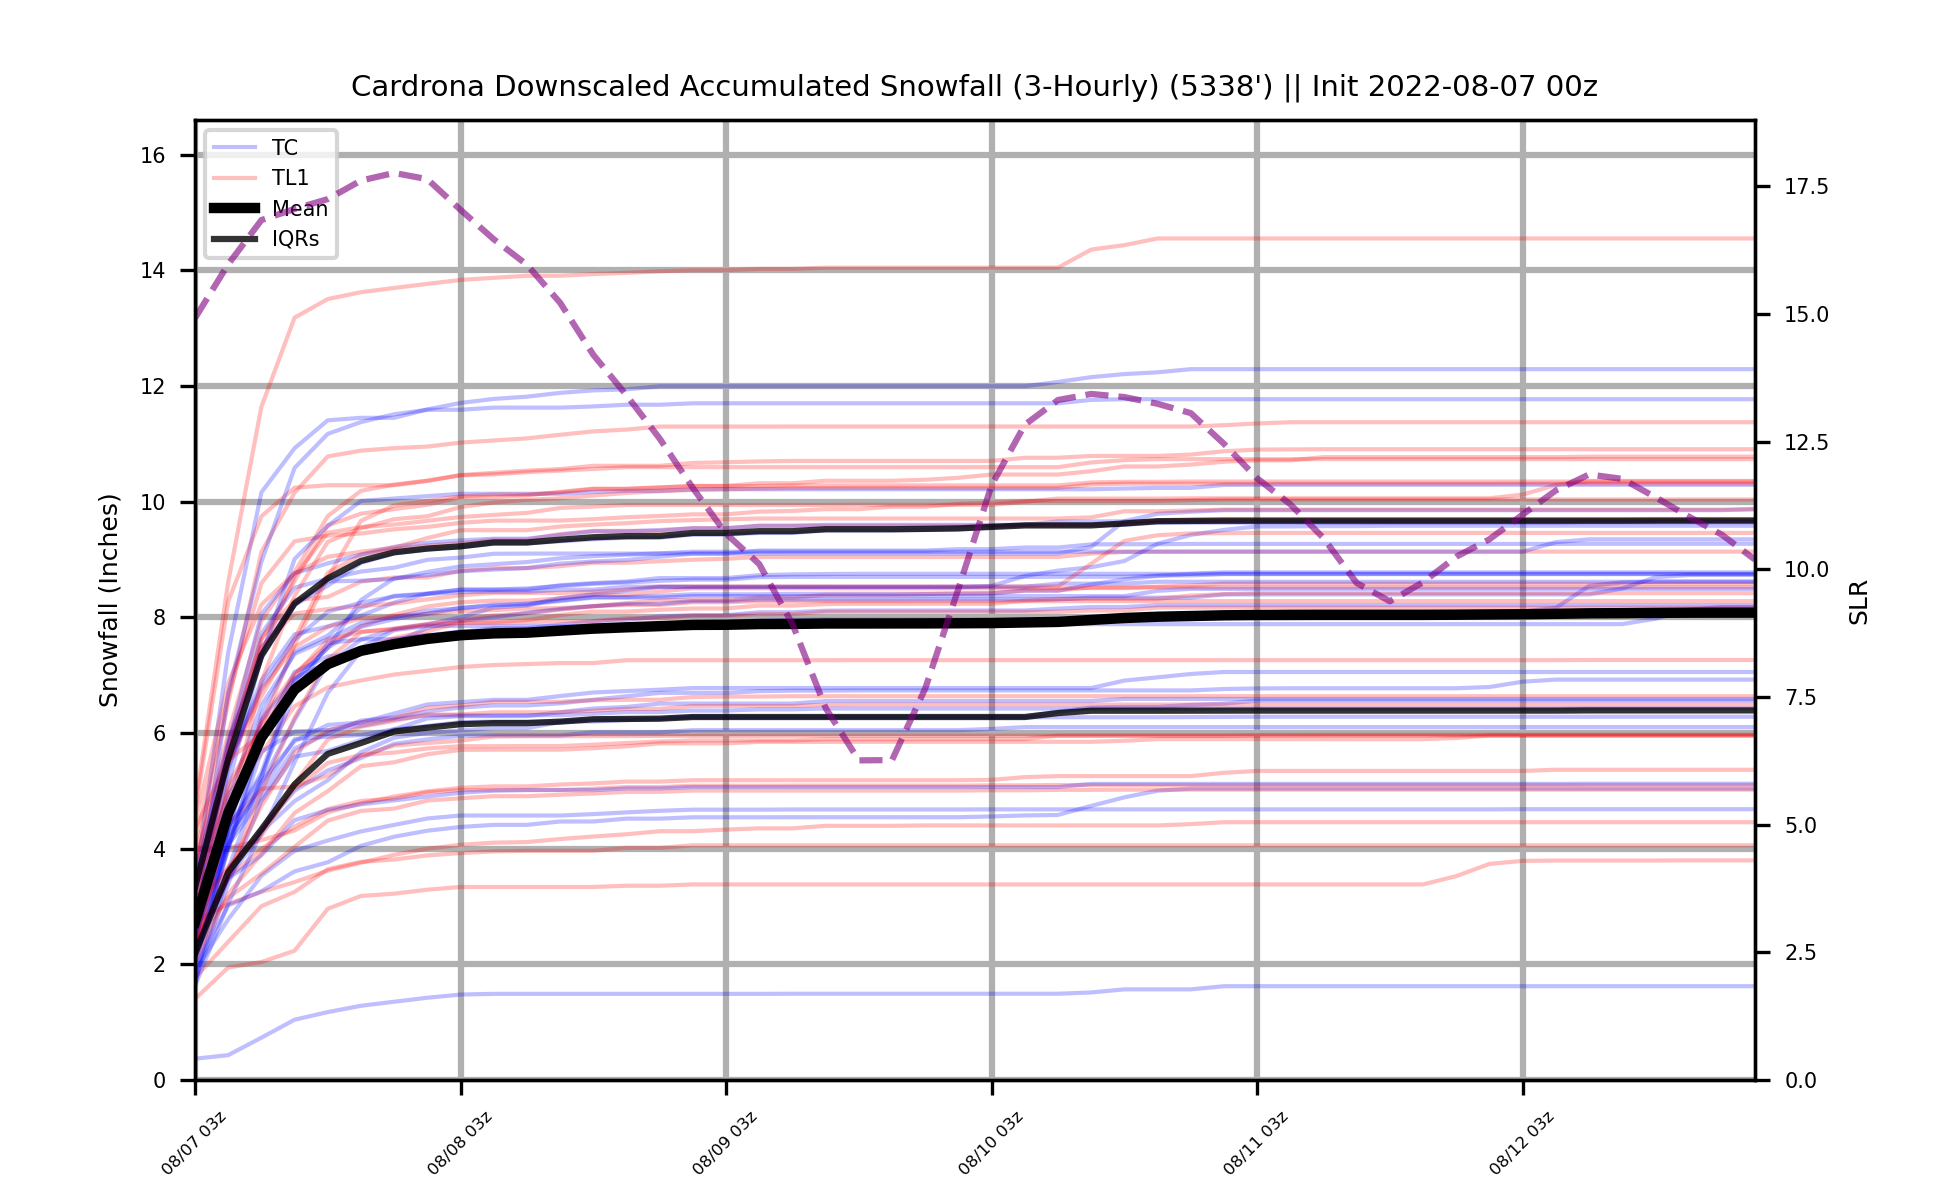 Cardrona Downscaled Accumulated Snowfall (3-Hourly) (5338') || Init 2022-08-07 00z
TC
TL1
Mean
IQRs
16
14
12
10
8
6
4
2
0
Snowfall (Inches)
17.5
15.0
12.5
10.0
7.5
5.0
2.5
0.0
SLR
08/07 03z
08/08 03z
08/09 03z
08/10 03z
08/11 03z
08/12 03z